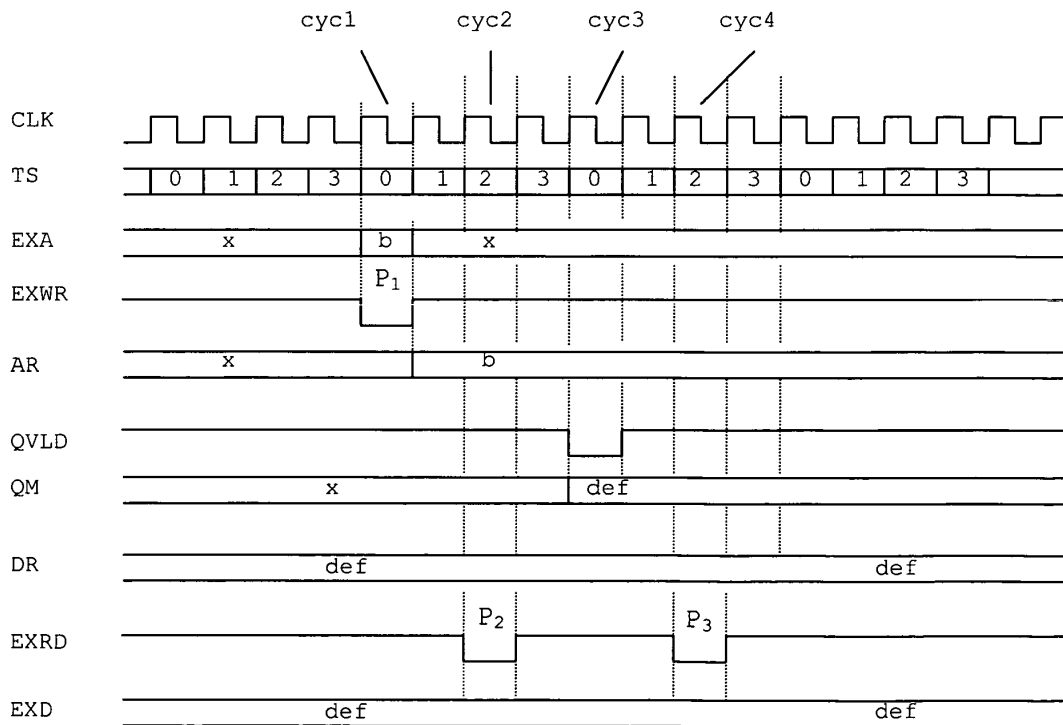 cyc1 cyc2 cyc3 cyc4
CLK
TS 0 1 2 3 0 1 2 3 0 1 2 3 0 1 2 3
EXA x b x
EXWR P₁
AR x b
QVLD
QM x def
DR def def
EXRD P₂ P₃
EXD def def